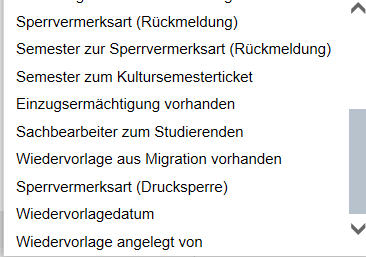 Sperrvermerksart (Rückmeldung)
Semester zur Sperrvermerksart (Rückmeldung)
Semester zum Kultursemesterticket
Einzugsermächtigung vorhanden
Sachbearbeiter zum Studierenden
Wiedervorlage aus Migration vorhanden
Sperrvermerksart (Drucksperre)
Wiedervorlagedatum
Wiedervorlage angelegt von